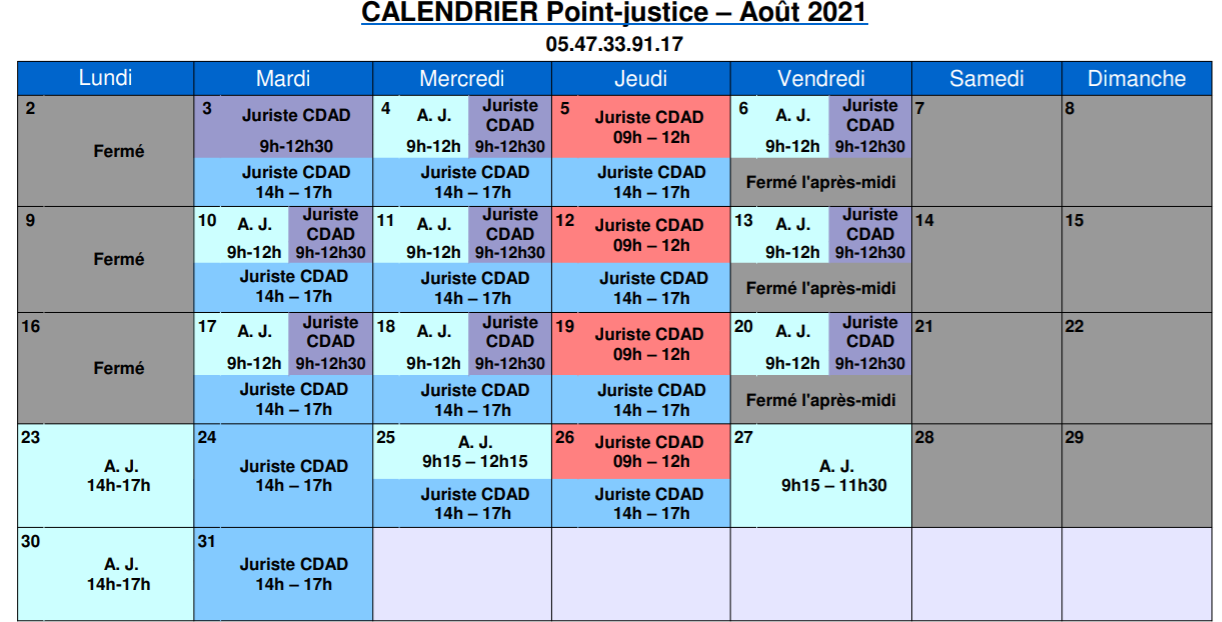 CALENDRIER Point-justice – Août 2021
05.47.33.91.17
Lundi Mardi Mercredi Jeudi Vendredi Samedi Dimanche
2
Fermé
3
Juriste CDAD
9h-12h30
Juriste CDAD
14h – 17h
4
A. J.
9h-12h
Juriste
CDAD
9h-12h30
Juriste CDAD
14h – 17h
5
Juriste CDAD
09h – 12h
Juriste CDAD
14h – 17h
6
A. J.
9h-12h
Juriste
CDAD
9h-12h30
Fermé l'après-midi
7
8
9
Fermé
10
A. J.
9h-12h
Juriste
CDAD
9h-12h30
Juriste CDAD
14h – 17h
11
A. J.
9h-12h
Juriste
CDAD
9h-12h30
Juriste CDAD
14h – 17h
12
Juriste CDAD
09h – 12h
Juriste CDAD
14h – 17h
13
A. J.
9h-12h
Juriste
CDAD
9h-12h30
Fermé l'après-midi
14
15
16
Fermé
17
A. J.
9h-12h
Juriste
CDAD
9h-12h30
Juriste CDAD
14h – 17h
18
A. J.
9h-12h
Juriste
CDAD
9h-12h30
Juriste CDAD
14h – 17h
19
Juriste CDAD
09h – 12h
Juriste CDAD
14h – 17h
20
A. J.
9h-12h
Juriste
CDAD
9h-12h30
Fermé l'après-midi
21
22
23
A. J.
14h-17h
24
Juriste CDAD
14h – 17h
25
A. J.
9h15 – 12h15
Juriste CDAD
14h – 17h
26
Juriste CDAD
09h – 12h
Juriste CDAD
14h – 17h
27
A. J.
9h15 – 11h30
28
29
30
A. J.
14h-17h
31
Juriste CDAD
14h – 17h